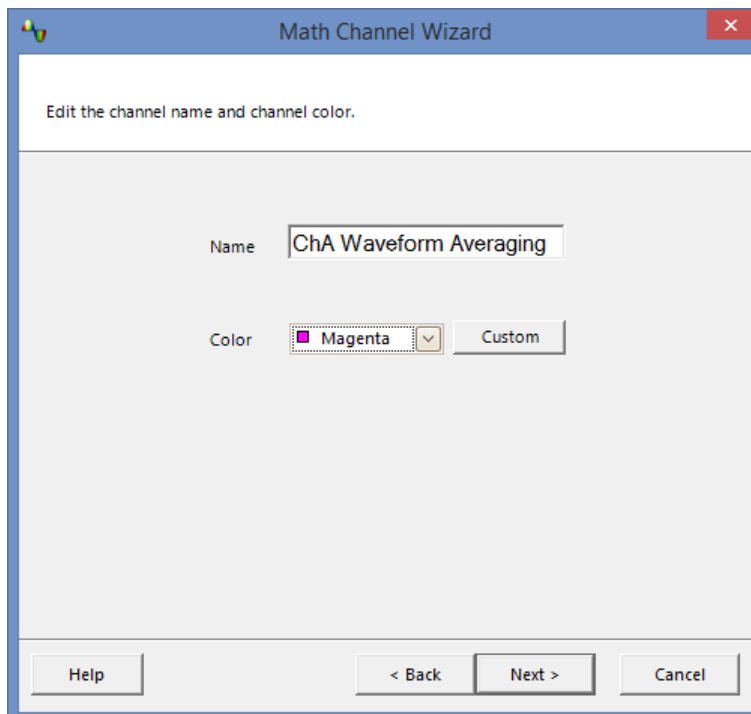 Math Channel Wizard
Edit the channel name and channel color.
Name ChA Waveform Averaging
Color Magenta Custom
Help < Back Next > Cancel